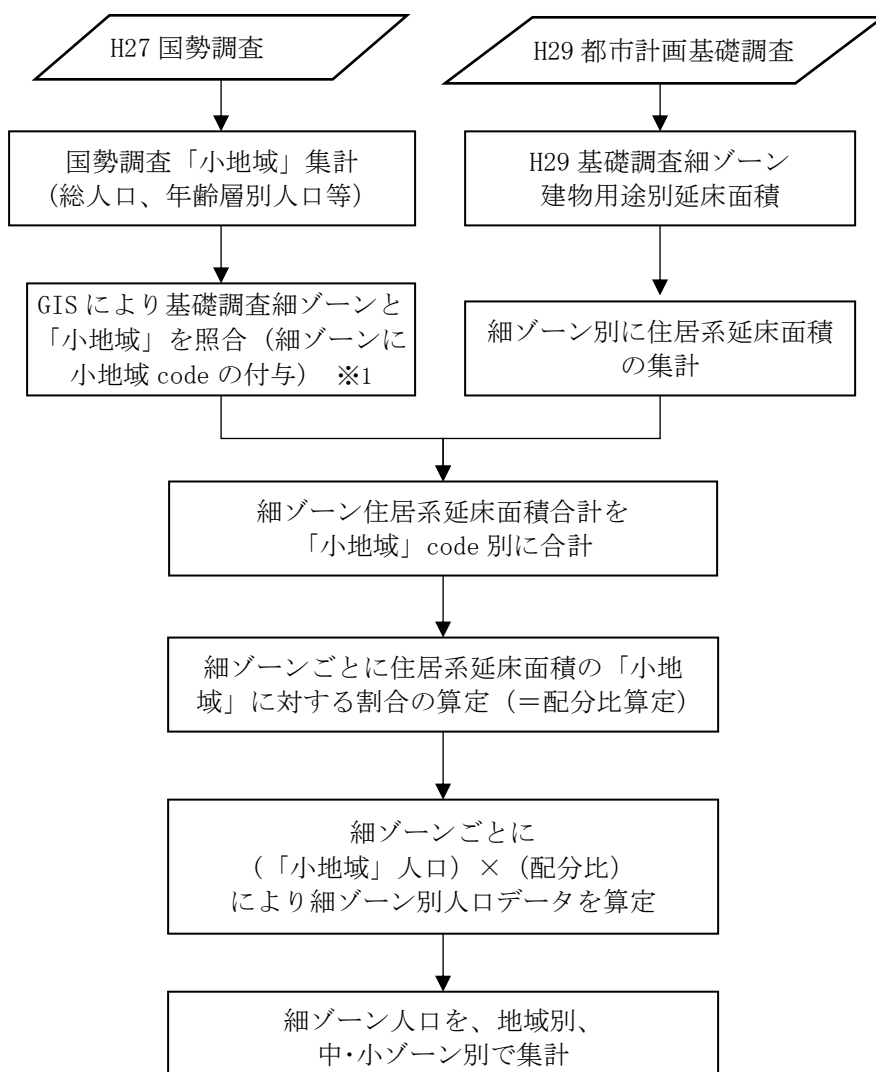 H27 国勢調査
H29 都市計画基礎調査
国勢調査「小地域」集計
（総人口、年齢層別人口等）
H29 基礎調査細ゾーン
建物用途別延床面積
GIS により基礎調査細ゾーンと
「小地域」を照合（細ゾーンに
小地域 code の付与） ※1
細ゾーン別に住居系延床面積
の集計
細ゾーン住居系延床面積合計を
「小地域」code 別に合計
細ゾーンごとに住居系延床面積の「小地
域」に対する割合の算定（＝配分比算定）
細ゾーンごとに
（「小地域」人口）×（配分比）
により細ゾーン別人口データを算定
細ゾーン人口を、地域別、
中・小ゾーン別で集計